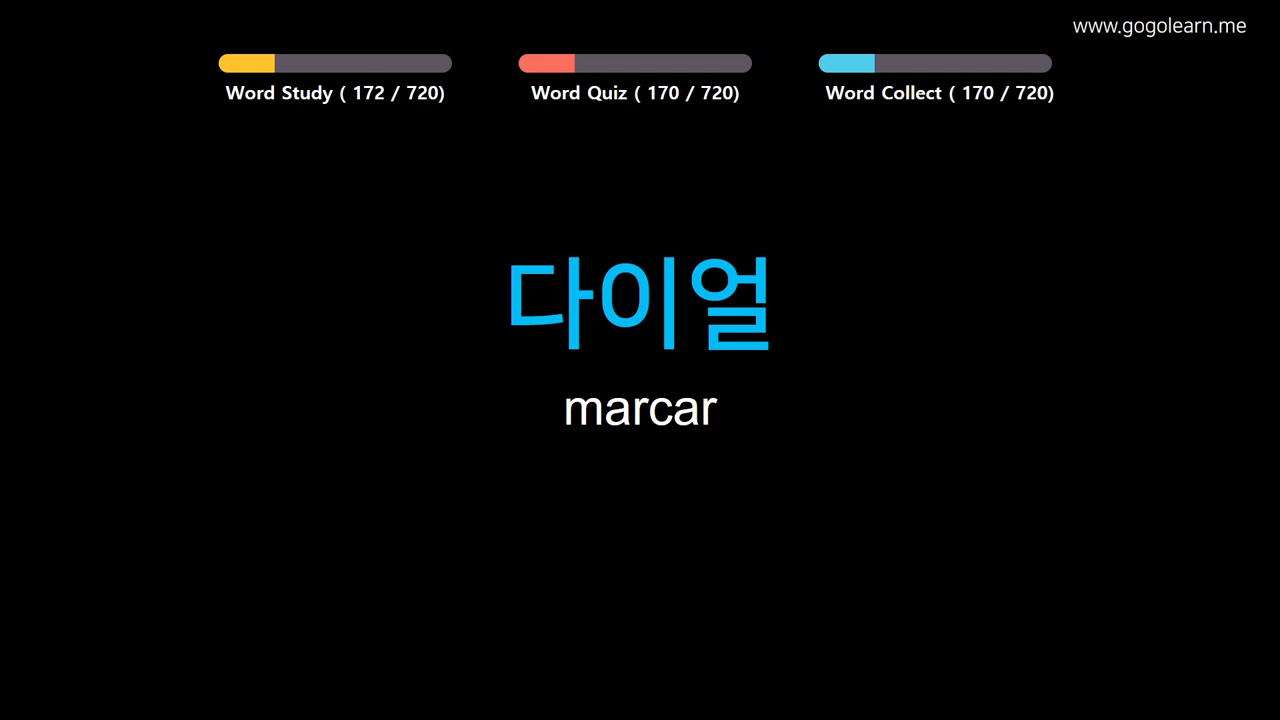 www.gogolearn.me
Word Study ( 172 / 720)
Word Quiz ( 170 / 720)
Word Collect ( 170 / 720)
다이얼
marcar